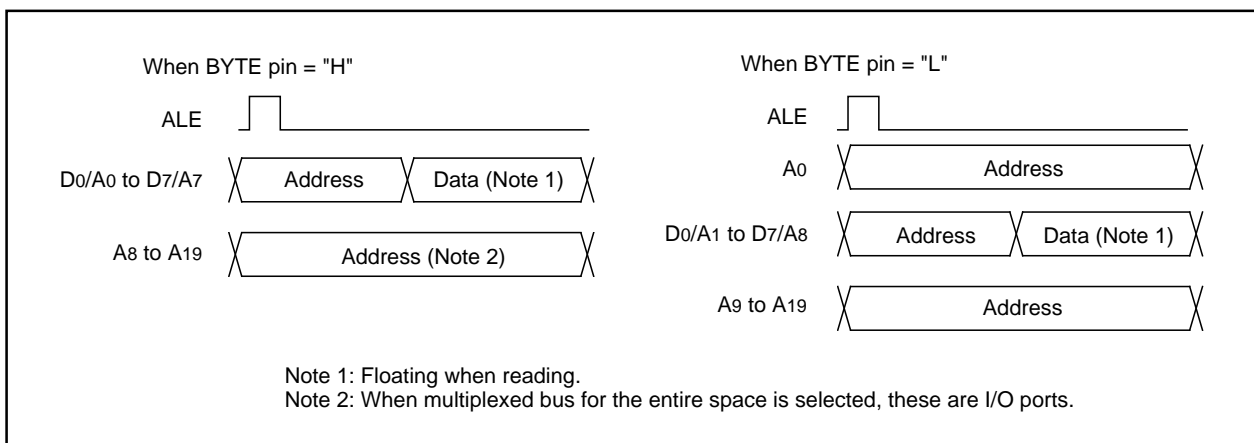 When BYTE pin = "H"
ALE
D0/A0 to D7/A7
Address
Data (Note 1)
A8 to A19
Address (Note 2)
When BYTE pin = "L"
ALE
A0
Address
D0/A1 to D7/A8
Address
Data (Note 1)
A9 to A19
Address
Note 1: Floating when reading.
Note 2: When multiplexed bus for the entire space is selected, these are I/O ports.